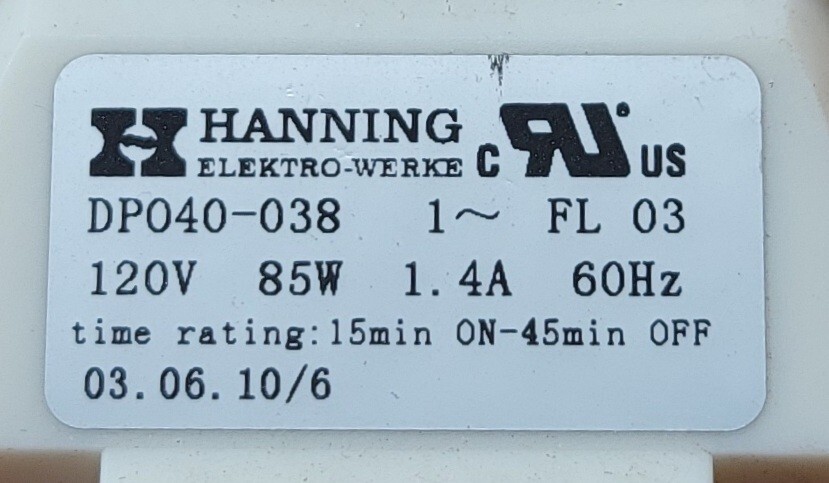 HANNING
ELEKTRO-WERKE C RU US
DP040-038 1~ FL 03
120V 85W 1.4A 60Hz
time rating:15min ON-45min OFF
03.06.10/6